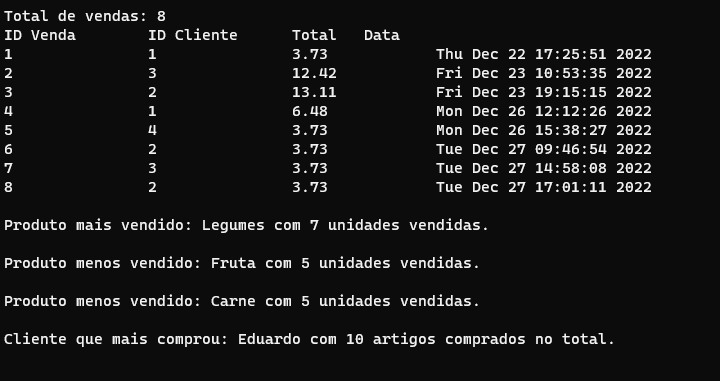 Total de vendas: 8
ID Venda ID Cliente Total Data
1 1 3.73 Thu Dec 22 17:25:51 2022
2 3 12.42 Fri Dec 23 10:53:35 2022
3 2 13.11 Fri Dec 23 19:15:15 2022
4 1 6.48 Mon Dec 26 12:12:26 2022
5 4 3.73 Mon Dec 26 15:38:27 2022
6 2 3.73 Tue Dec 27 09:46:54 2022
7 3 3.73 Tue Dec 27 14:58:08 2022
8 2 3.73 Tue Dec 27 17:01:11 2022
Produto mais vendido: Legumes com 7 unidades vendidas.
Produto menos vendido: Fruta com 5 unidades vendidas.
Produto menos vendido: Carne com 5 unidades vendidas.
Cliente que mais comprou: Eduardo com 10 artigos comprados no total.